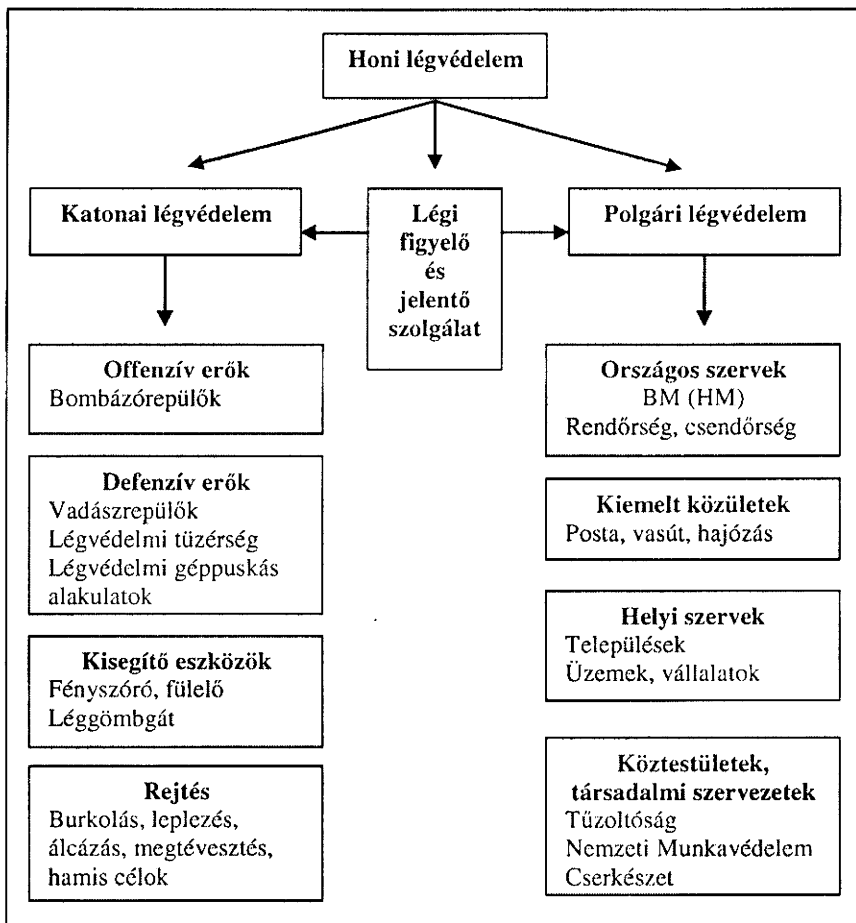 Honi légvédelem
Katonai légvédelem
Légi
figyelő
és
jelentő
szolgálat
Polgári légvédelem
Offenzív erők
Bombázórepülők
Defenzív erők
Vadászrepülők
Légvédelmi tüzérség
Légvédelmi géppuskás
alakulatok
Kisegítő eszközök
Fényszóró, fülelő
Léggömbgát
Rejtés
Burkolás, leplezés,
álcázás, megtévesztés,
hamis célok
Országos szervek
BM (HM)
Rendőrség, csendőrség
Kiemelt közületek
Posta, vasút, hajózás
Helyi szervek
Települések
Üzemek, vállalatok
Köztestületek,
társadalmi szervezetek
Tűzoltóság
Nemzeti Munkavédelem
Cserkészet